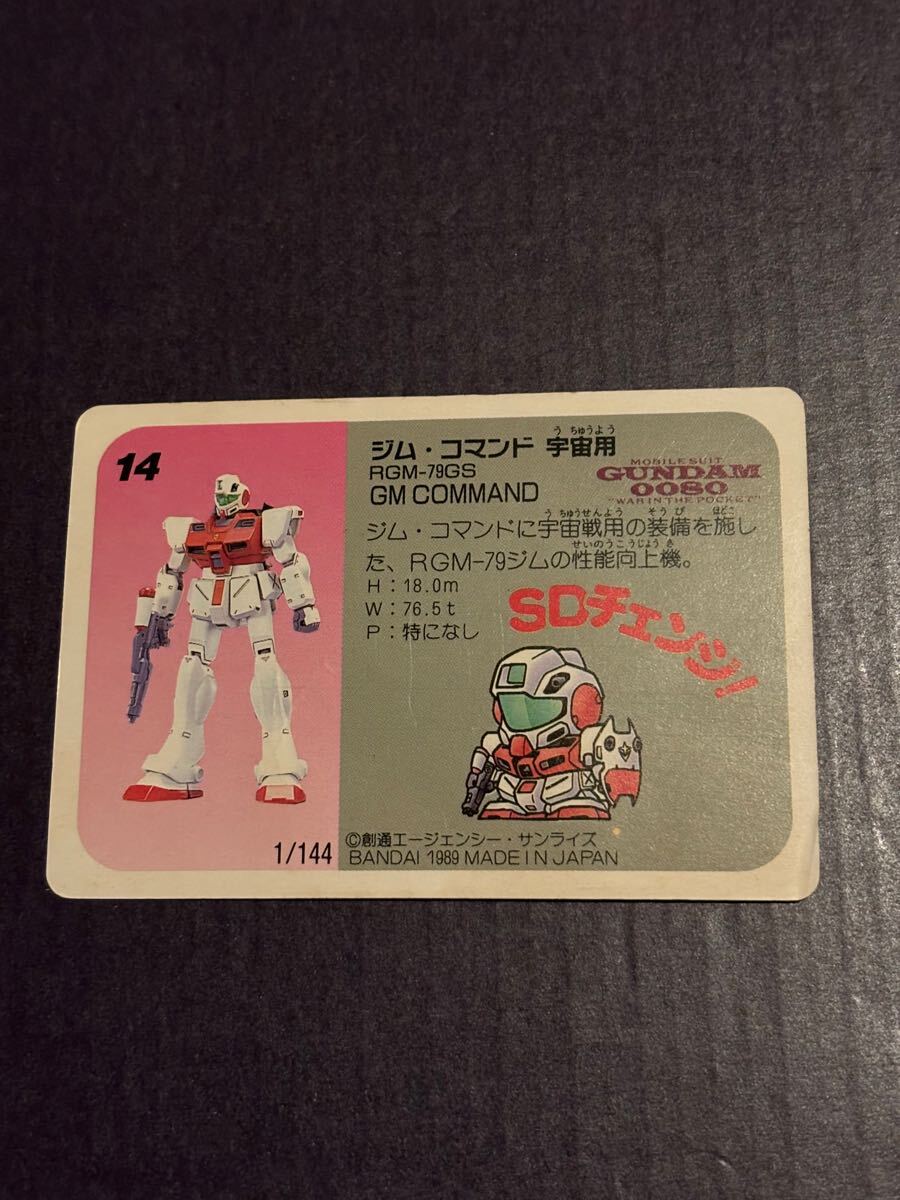 14
1/144
うちゅうよう
ジム・コマンド 宇宙用
RGM-79GS
GM COMMAND
MOBILE SUIT
GUNDAM
0080
"WAR IN THE POCKET"
うちゅうせんよう そうび ほどこ
ジム・コマンドに宇宙戦用の装備を施し
せいのうこうじょうき
た、RGM-79ジムの性能向上機。
H：18.0m
W：76.5t
P：特になし
SDチェンジ!
©創通エージェンシー・サンライズ
BANDAI 1989 MADE IN JAPAN